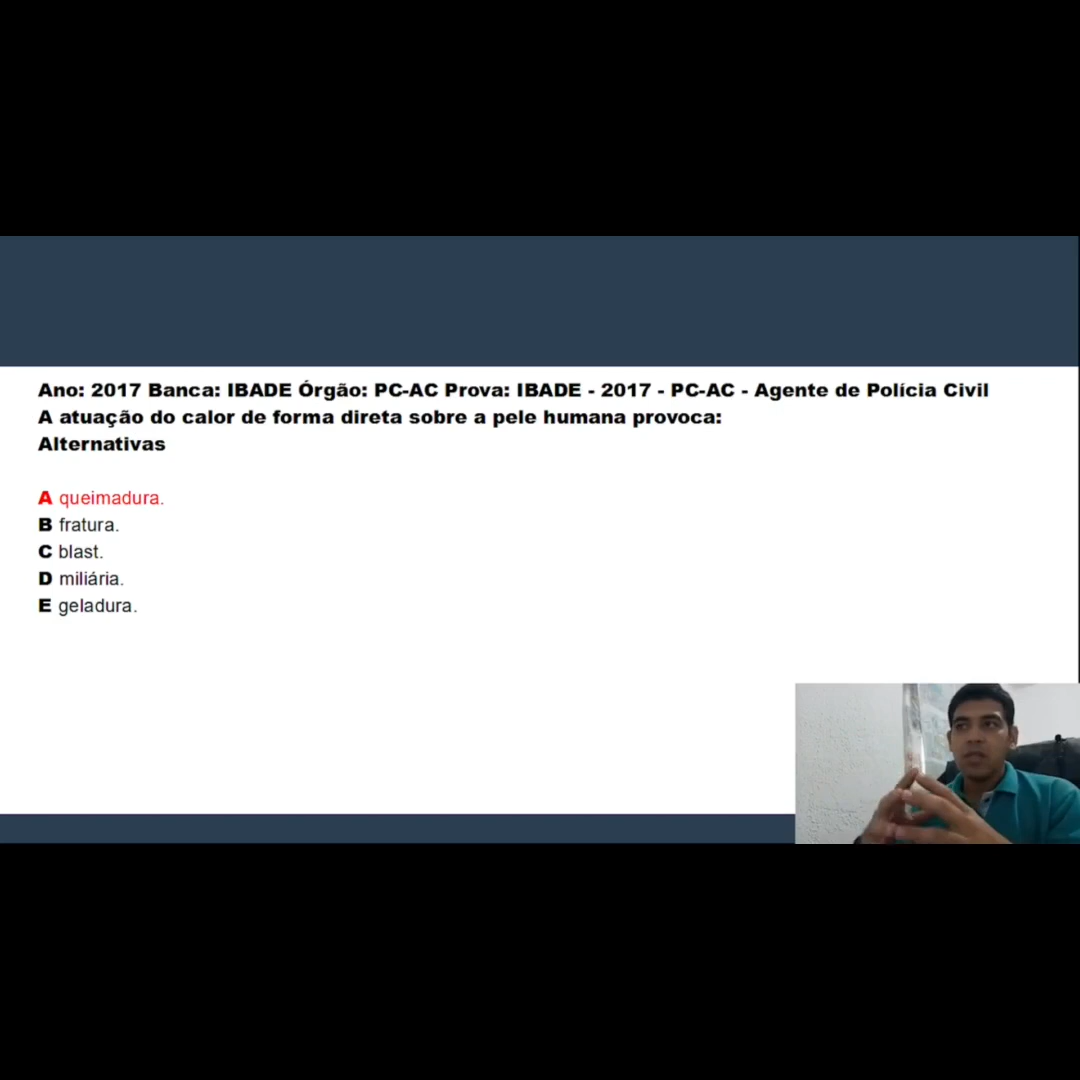 Ano: 2017 Banca: IBADE Órgão: PC-AC Prova: IBADE - 2017 - PC-AC - Agente de Polícia Civil
A atuação do calor de forma direta sobre a pele humana provoca:
Alternativas
A queimadura.
B fratura.
C blast.
D miliária.
E geladura.